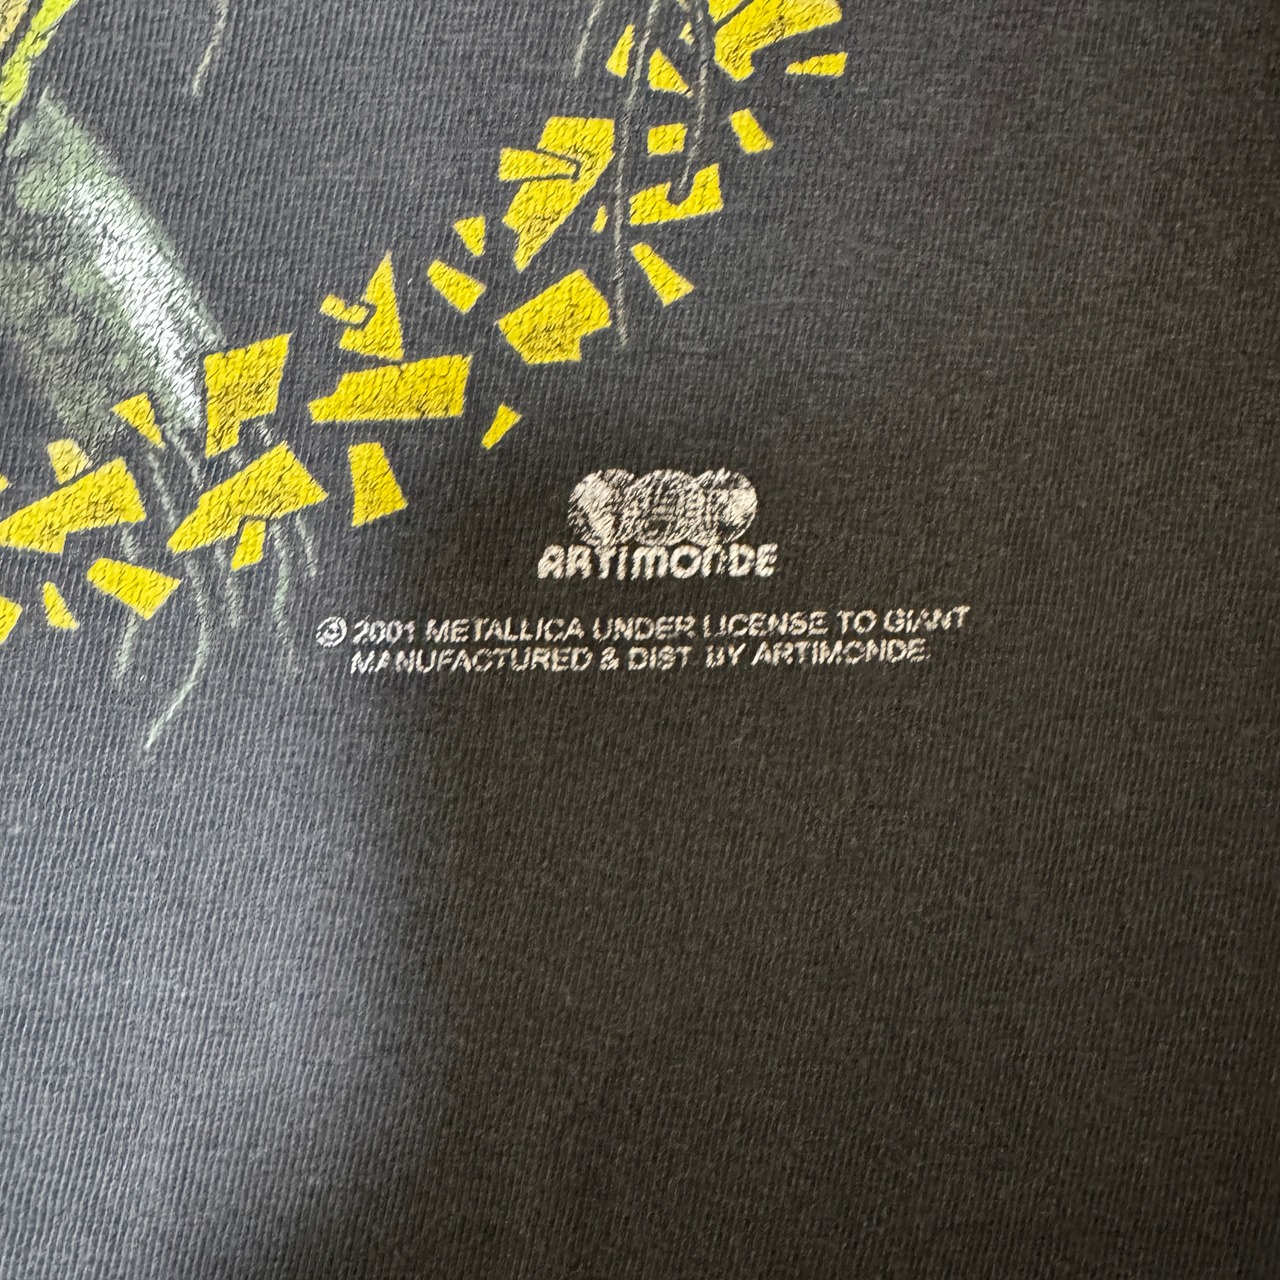 ARTIMONDE
© 2001 METALLICA UNDER LICENSE TO GIANT
MANUFACTURED & DIST. BY ARTIMONDE.